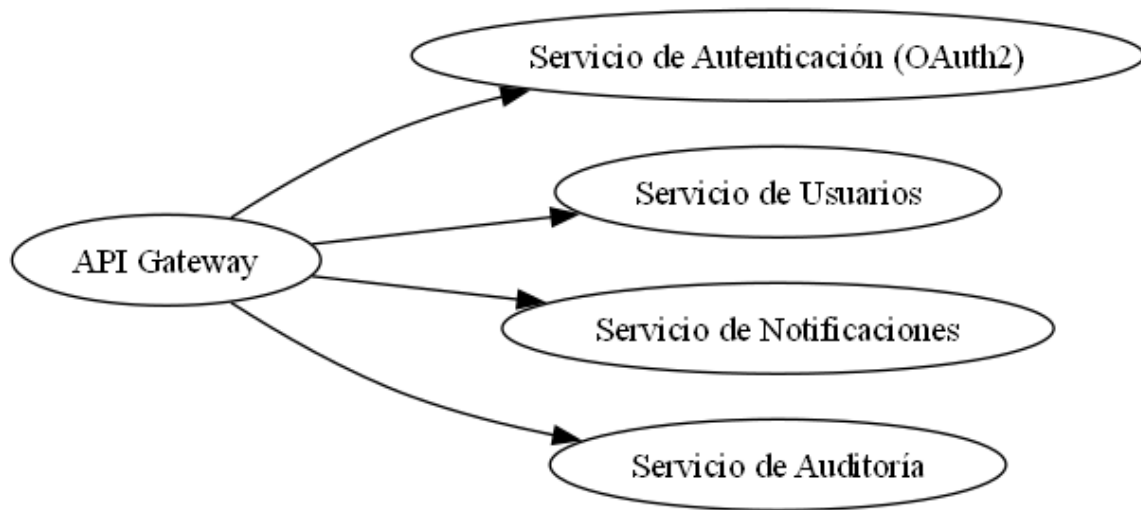 Servicio de Autenticación (OAuth2)
Servicio de Usuarios
API Gateway
Servicio de Notificaciones
Servicio de Auditoría